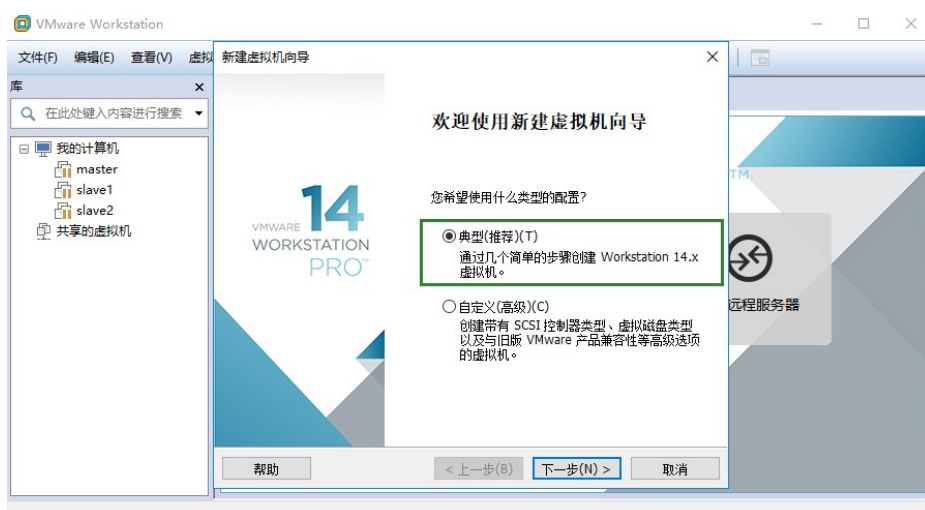 VMware Workstation
文件(F) 编辑(E) 查看(V) 虚拟
新建虚拟机向导
库
在此处键入内容进行搜索
我的计算机
master
slave1
slave2
共享的虚拟机
欢迎使用新建虚拟机向导
您希望使用什么类型的配置?
VMWARE 14
WORKSTATION
PRO™
典型(推荐)(T)
通过几个简单的步骤创建 Workstation 14.x
虚拟机。
自定义(高级)(C)
创建带有 SCSI 控制器类型、虚拟磁盘类型
以及与旧版 VMware 产品兼容性等高级选项
的虚拟机。
TM
远程服务器
帮助
< 上一步(B)
下一步(N) >
取消